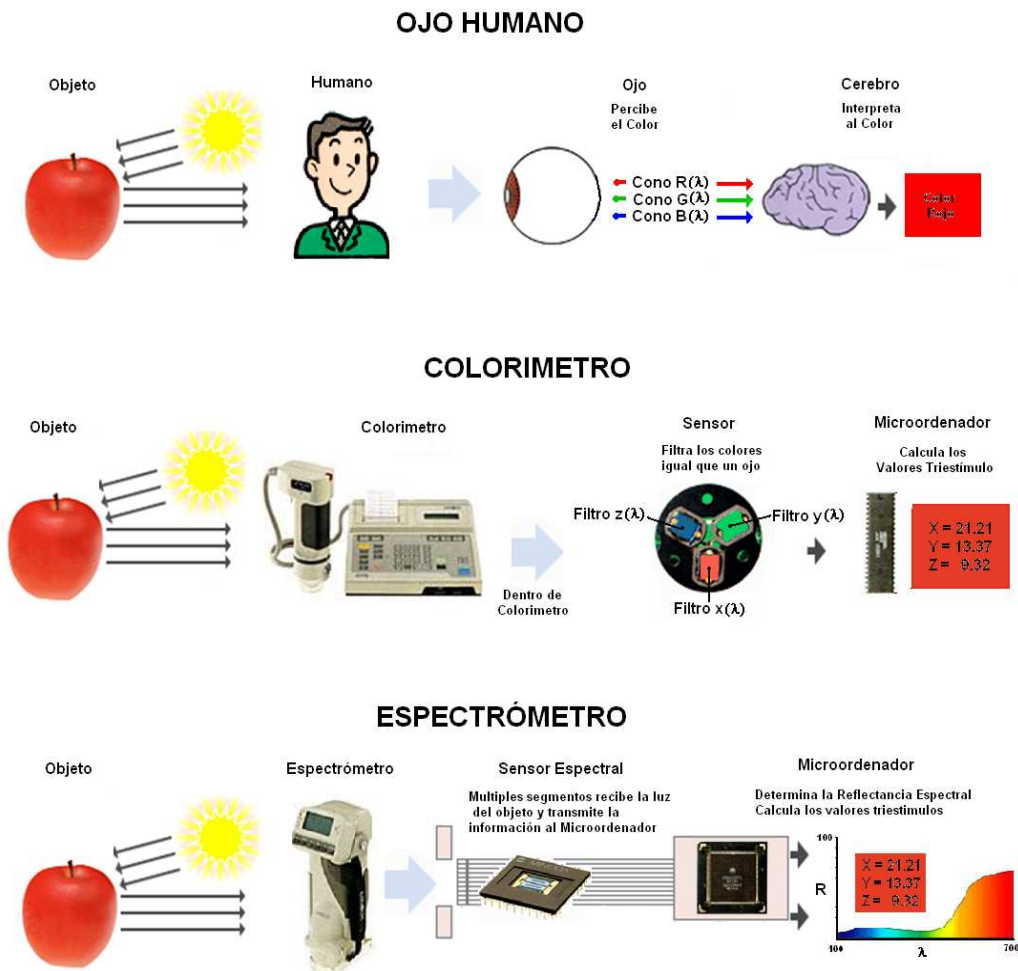 OJO HUMANO
Objeto
Humano
Ojo
Cerebro
Percibe
el Color
Interpreta
al Color
Cono R(λ)
Cono G(λ)
Cono B(λ)
Color
Rojo
COLORIMETRO
Objeto
Colorimetro
Sensor
Microordenador
Filtra los colores
igual que un ojo
Calcula los
Valores Triestímulo
Filtro z(λ)
Filtro y(λ)
Filtro x(λ)
X = 21.21
Y = 13.37
Z = 9.32
Dentro de
Colorimetro
ESPECTRÓMETRO
Objeto
Espectrómetro
Sensor Espectral
Microordenador
Multiples segmentos recibe la luz
del objeto y transmite la
información al Microordenador
Determina la Reflectancia Espectral
Calcula los valores triestimulos
100
R
X = 21.21
Y = 13.37
Z = 9.32
400
λ
700